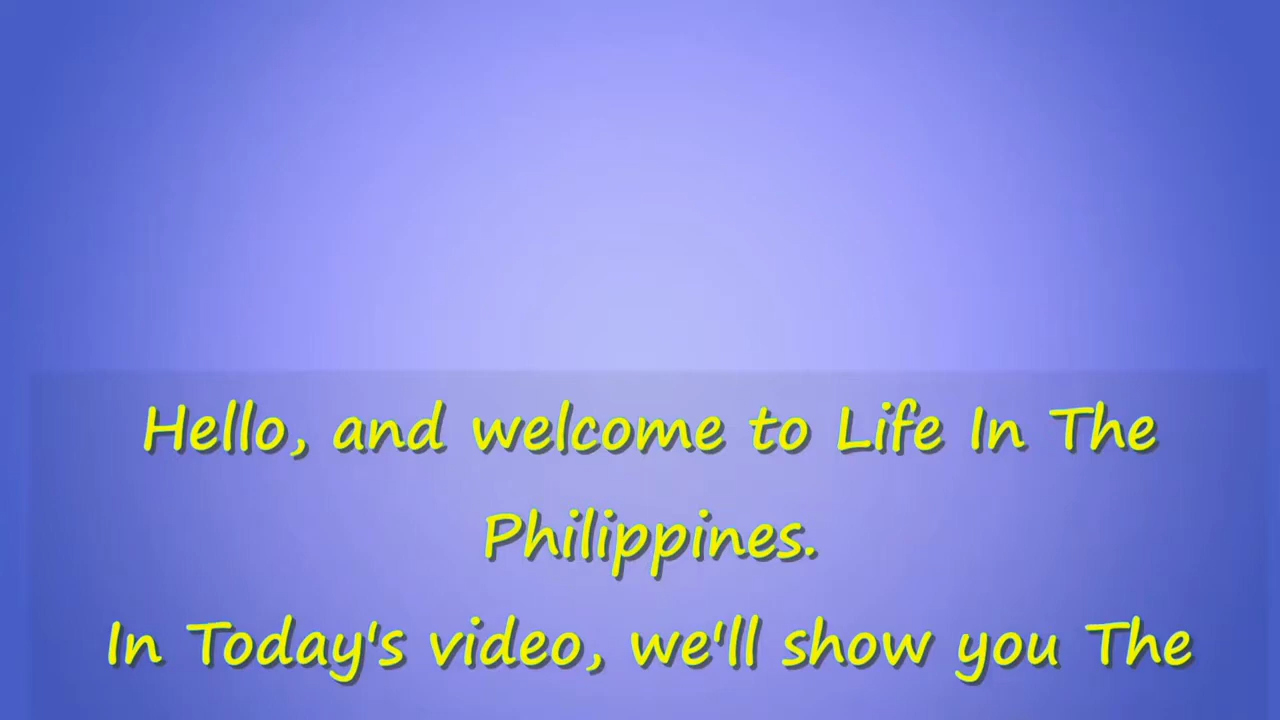 Hello, and welcome to Life In The
Philippines.
In Today's video, we'll show you The